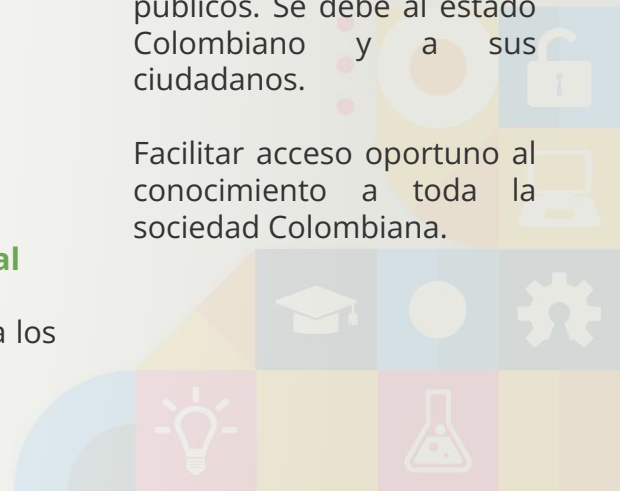 públicos. Se debe al estado
Colombiano y a sus
ciudadanos.
Facilitar acceso oportuno al
conocimiento a toda la
sociedad Colombiana.
al
a los